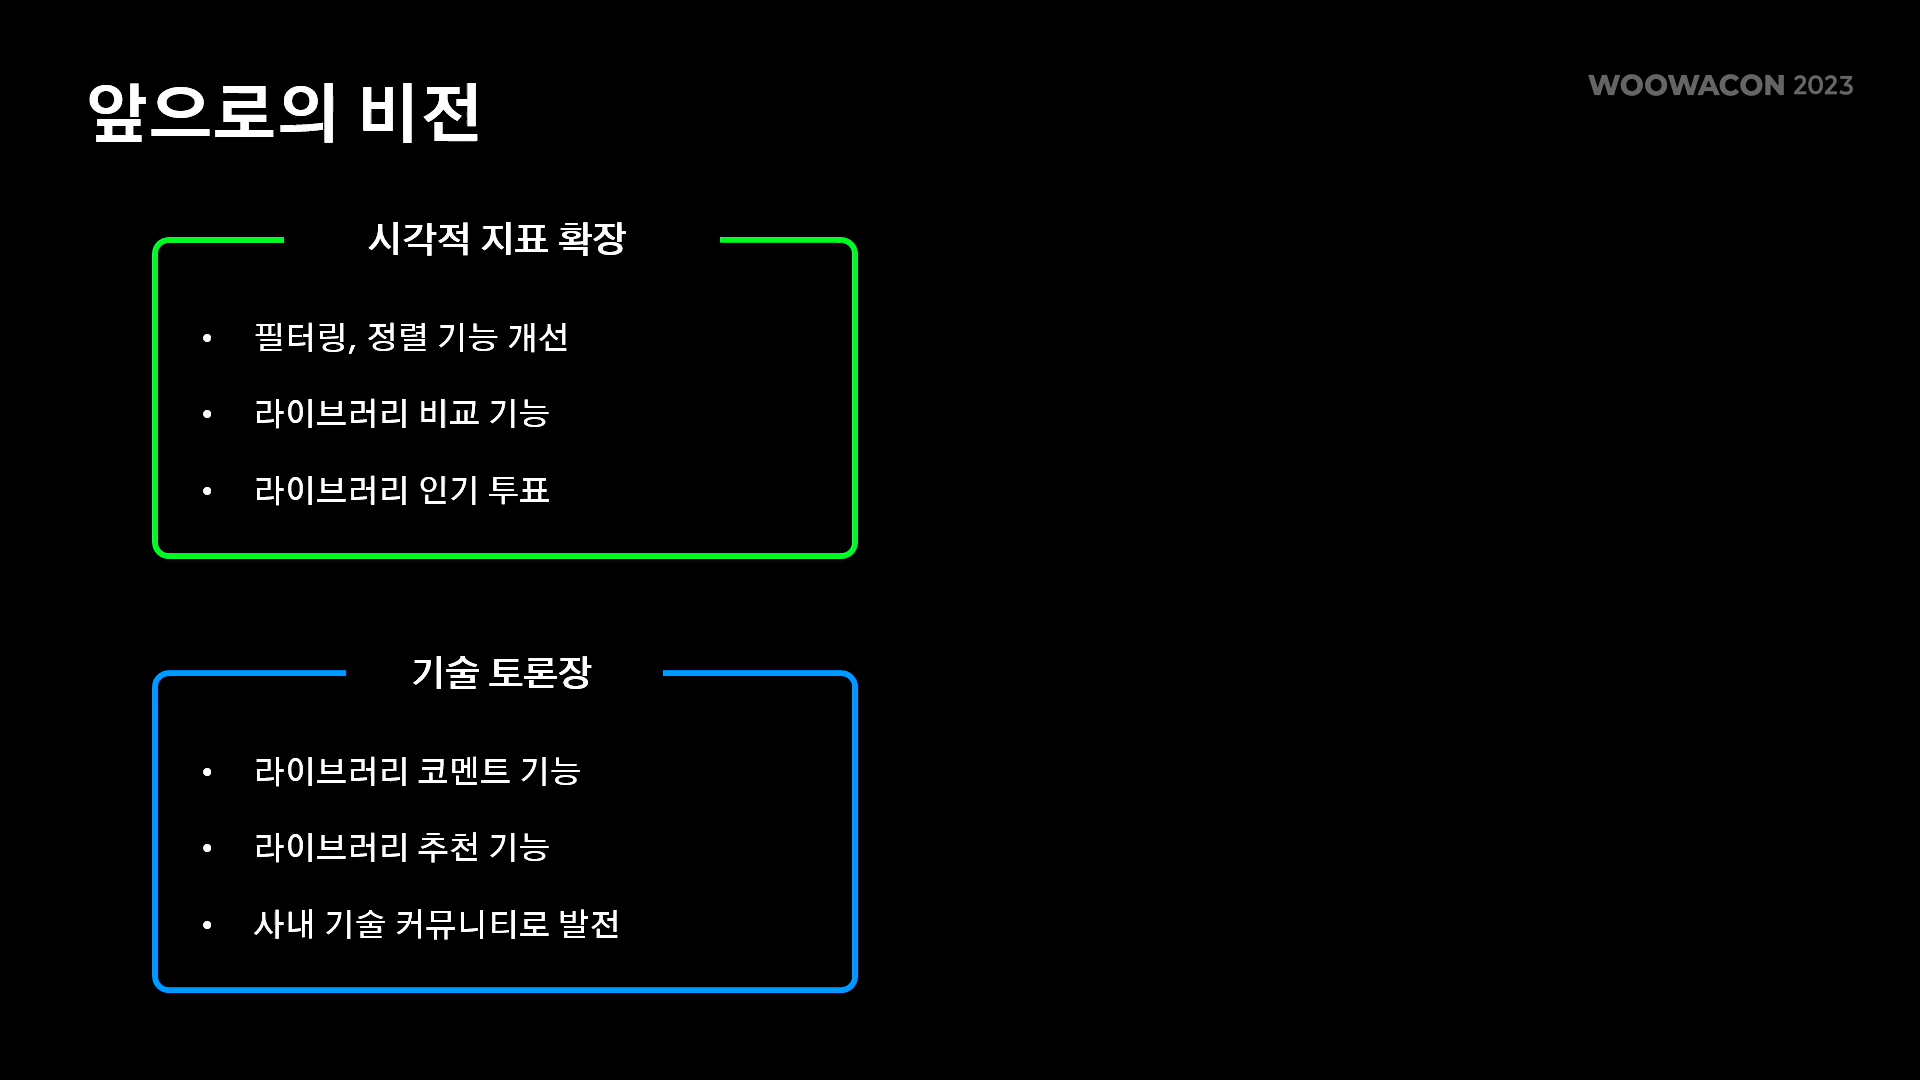 앞으로의 비전
WOOWACON 2023
시각적 지표 확장
• 필터링, 정렬 기능 개선
• 라이브러리 비교 기능
• 라이브러리 인기 투표
기술 토론장
• 라이브러리 코멘트 기능
• 라이브러리 추천 기능
• 사내 기술 커뮤니티로 발전